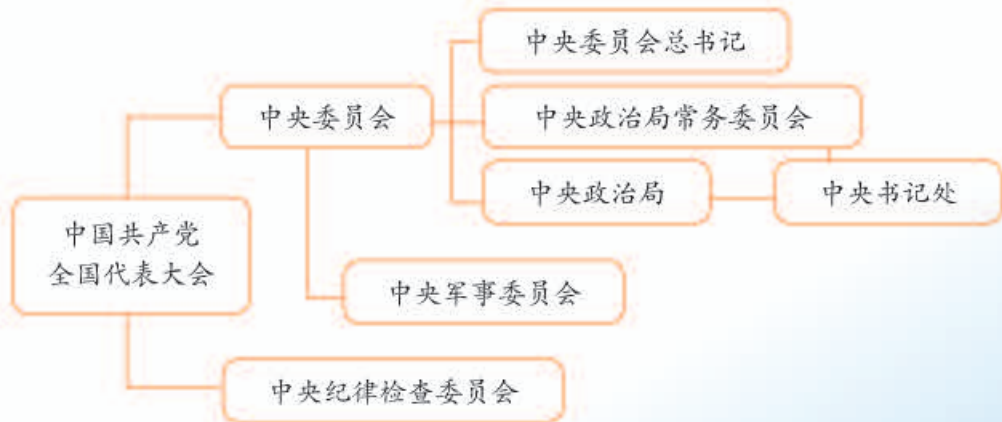 中央委员会总书记
中央委员会
中央政治局常务委员会
中央政治局
中央书记处
中国共产党
全国代表大会
中央军事委员会
中央纪律检查委员会